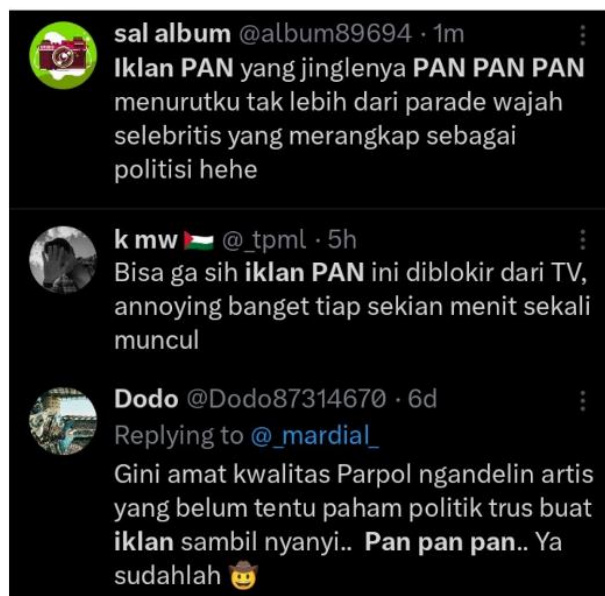 sal album @album89694 · 1m
Iklan PAN yang jinglenya PAN PAN PAN
menurutku tak lebih dari parade wajah
selebritis yang merangkap sebagai
politisi hehe
k mw 🇵🇸 @_tpml · 5h
Bisa ga sih iklan PAN ini diblokir dari TV,
annoying banget tiap sekian menit sekali
muncul
Dodo @Dodo87314670 · 6d
Replying to @_mardial_
Gini amat kwalitas Parpol ngandelin artis
yang belum tentu paham politik trus buat
iklan sambil nyanyi.. Pan pan pan.. Ya
sudahlah 🤠